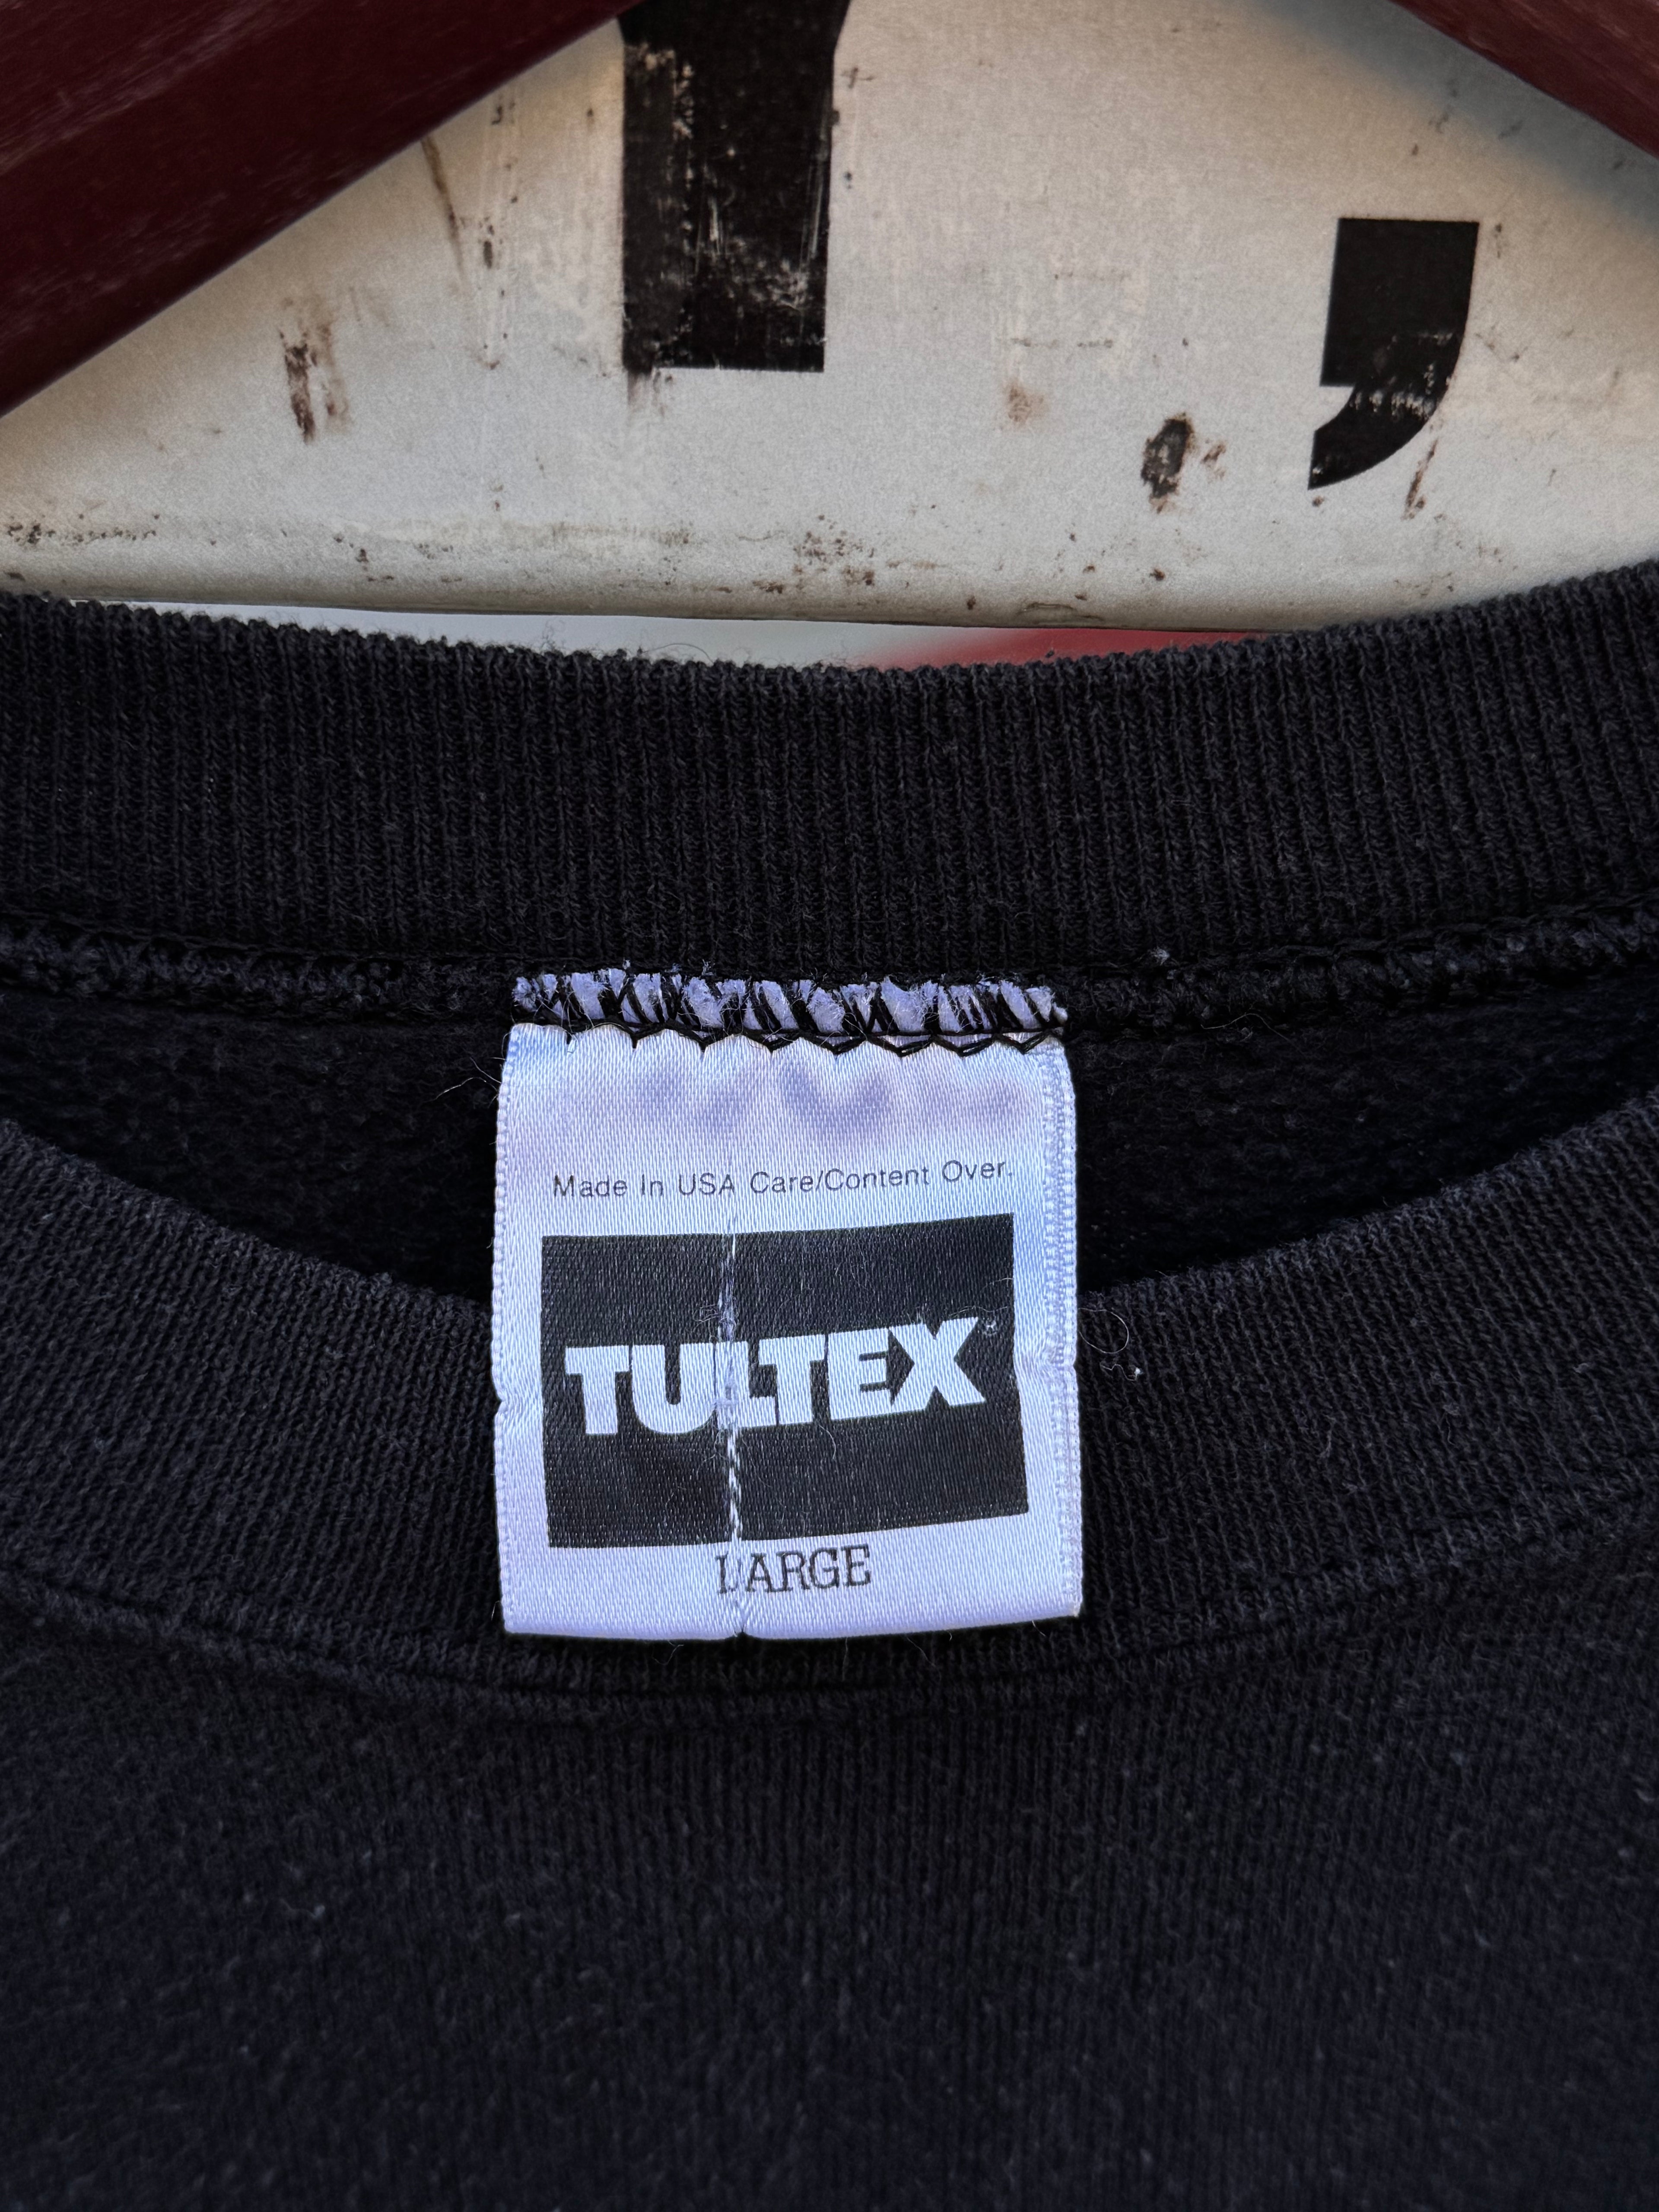 ,
Made In USA Care/Content Over.
TULTEX®
LARGE